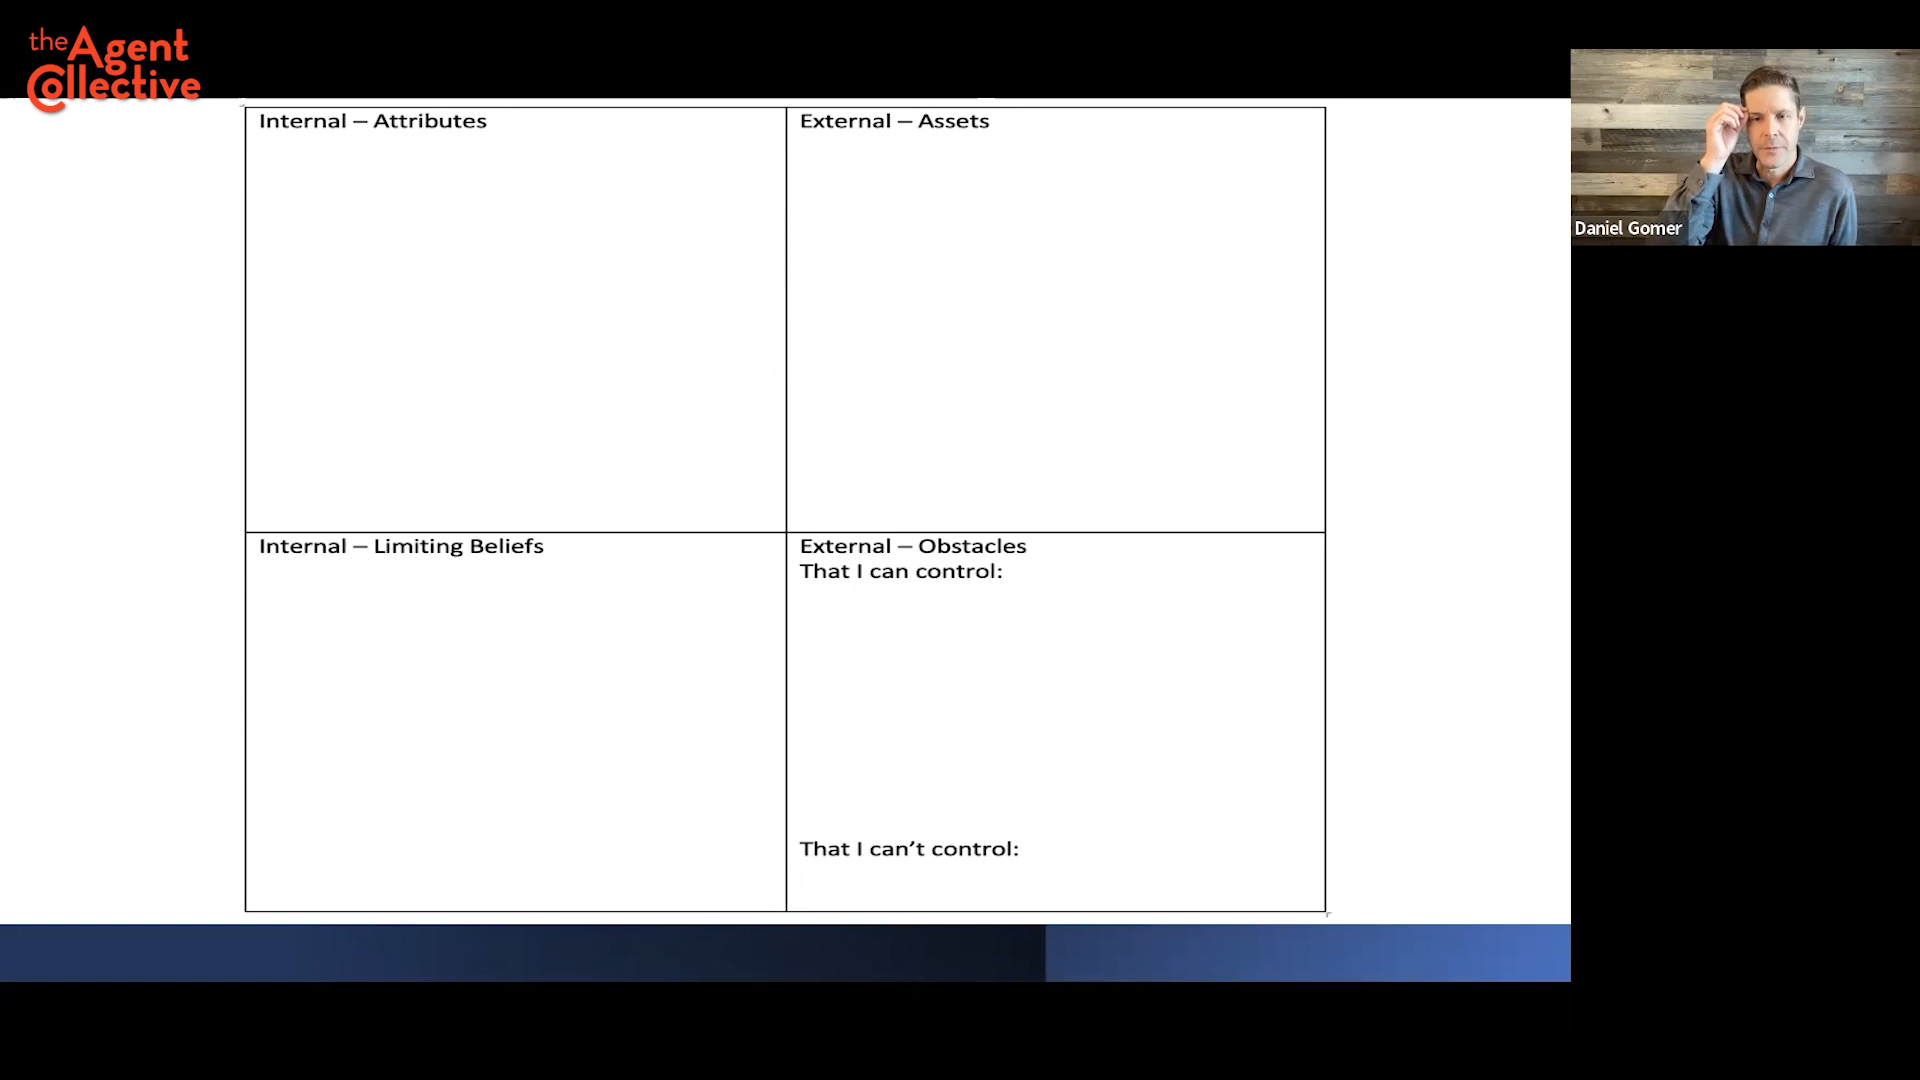 the Agent
Collective
Internal – Attributes
External – Assets
Internal – Limiting Beliefs
External – Obstacles
That I can control:
That I can’t control:
Daniel Gomer